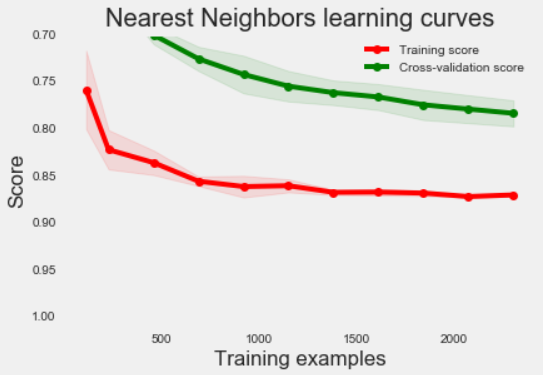 Nearest Neighbors learning curves
0.70
0.75
0.80
0.85
0.90
0.95
1.00
Score
Training score
Cross-validation score
500
1000
1500
2000
Training examples